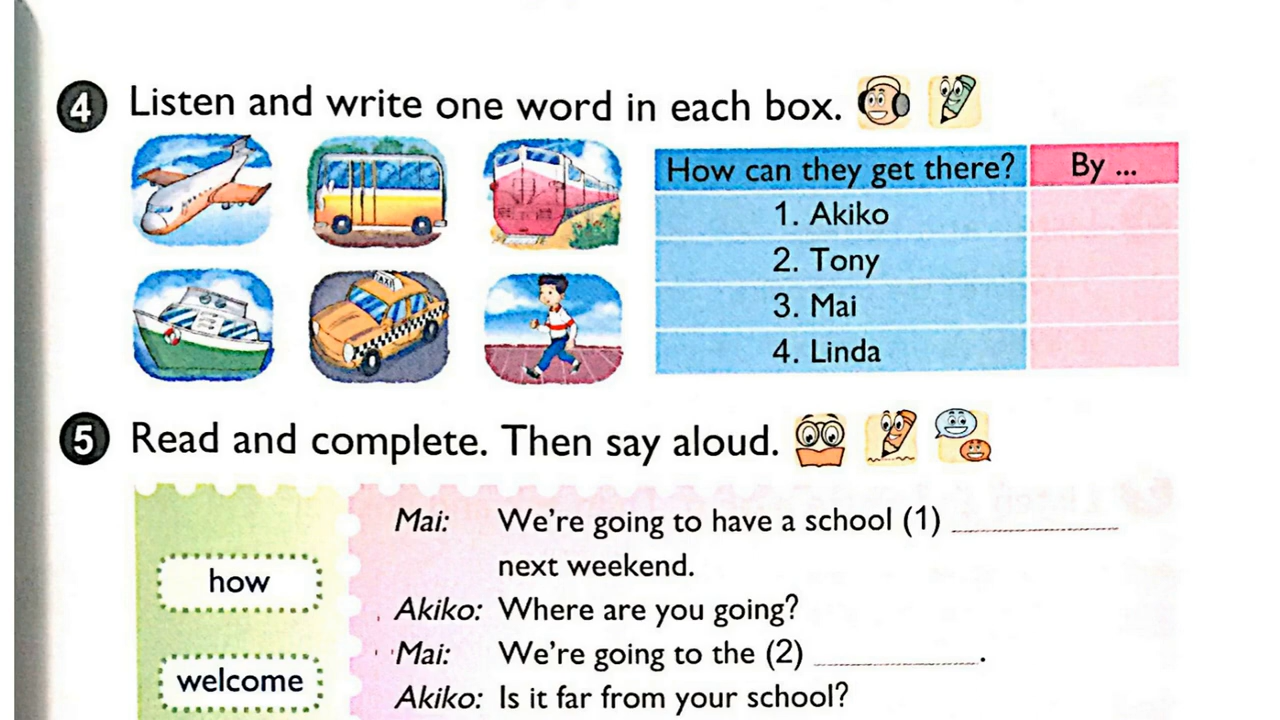 4 Listen and write one word in each box.
TAXI
How can they get there? By ...
1. Akiko
2. Tony
3. Mai
4. Linda
5 Read and complete. Then say aloud.
how
welcome
Mai: We're going to have a school (1) ____________
next weekend.
Akiko: Where are you going?
Mai: We're going to the (2) ____________.
Akiko: Is it far from your school?